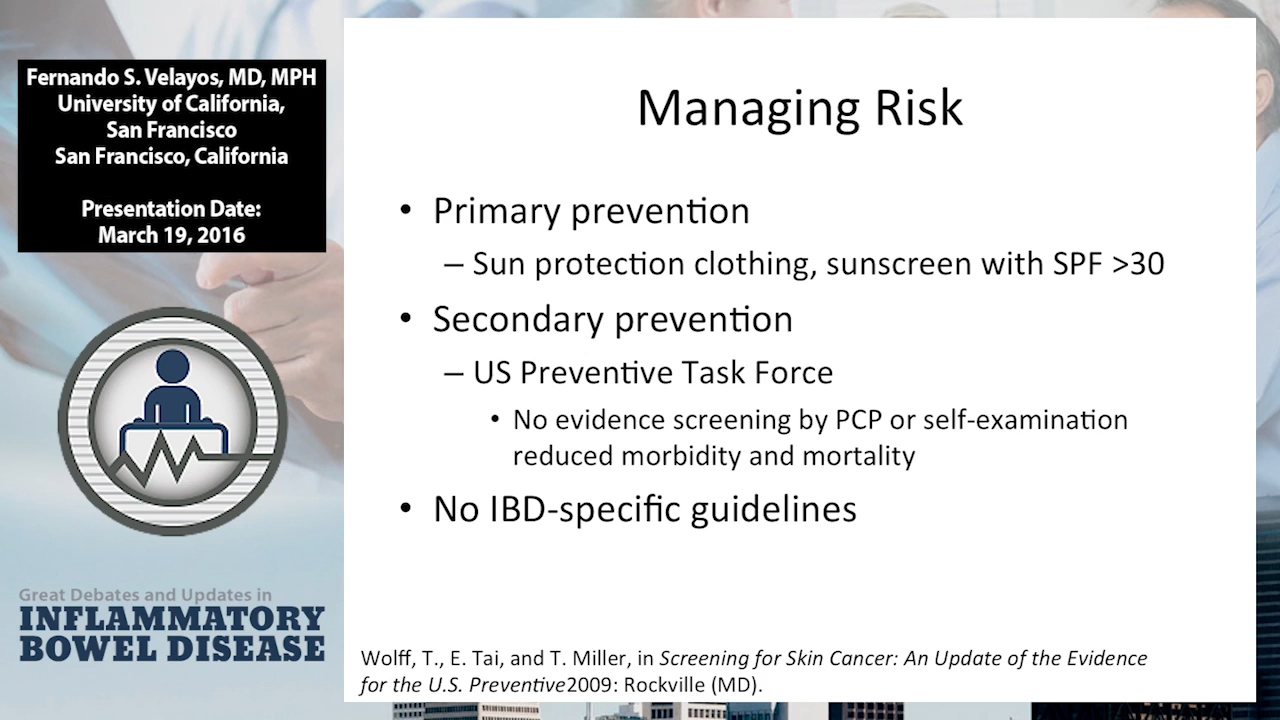 Fernando S. Velayos, MD, MPH
University of California,
San Francisco
San Francisco, California
Presentation Date:
March 19, 2016
Great Debates and Updates in
INFLAMMATORY
BOWEL DISEASE
Managing Risk
• Primary prevention
– Sun protection clothing, sunscreen with SPF >30
• Secondary prevention
– US Preventive Task Force
• No evidence screening by PCP or self-examination
reduced morbidity and mortality
• No IBD-specific guidelines
Wolff, T., E. Tai, and T. Miller, in Screening for Skin Cancer: An Update of the Evidence
for the U.S. Preventive2009: Rockville (MD).